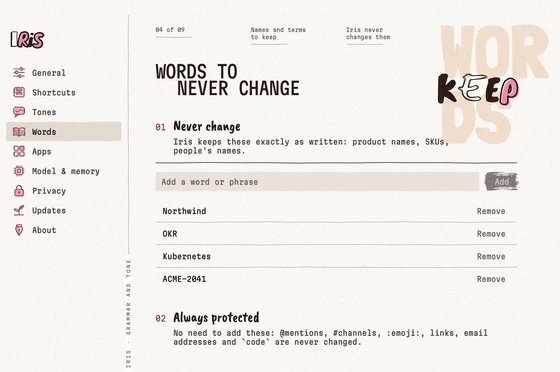 IRiS
General
Shortcuts
Tones
Words
Apps
Model & memory
Privacy
Updates
About
IRIS - GRAMMAR AND TONE
04 of 09
Names and terms
to keep
Iris never
changes them
WORDS TO
NEVER CHANGE
WOR
DS
KEEP
01 Never change
Iris keeps these exactly as written: product names, SKUs,
people's names.
Add a word or phrase
Add
Northwind Remove
OKR Remove
Kubernetes Remove
ACME-2041 Remove
02 Always protected
No need to add these: @mentions, #channels, :emoji:, links, email
addresses and `code` are never changed.